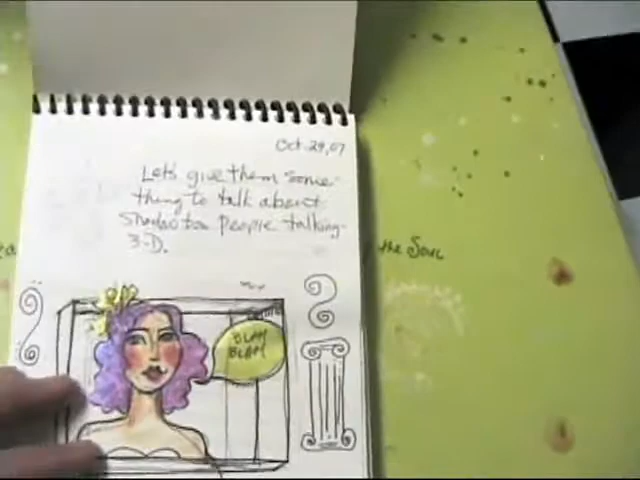 Oct. 29, 07
Let's give them some-
thing to talk about
Shadow box people talking-
3-D.
the Soul
BLAH
BLAH